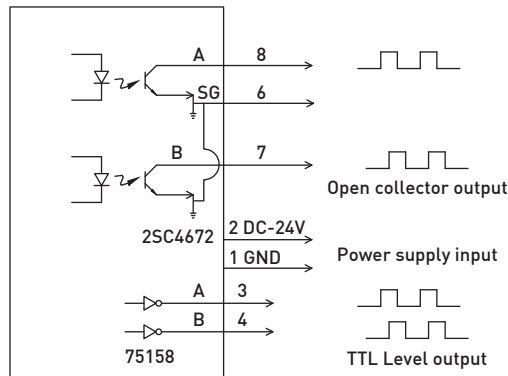 A 8
SG 6
B 7
Open collector output
2SC4672
2 DC-24V
1 GND
Power supply input
A 3
B 4
75158
TTL Level output